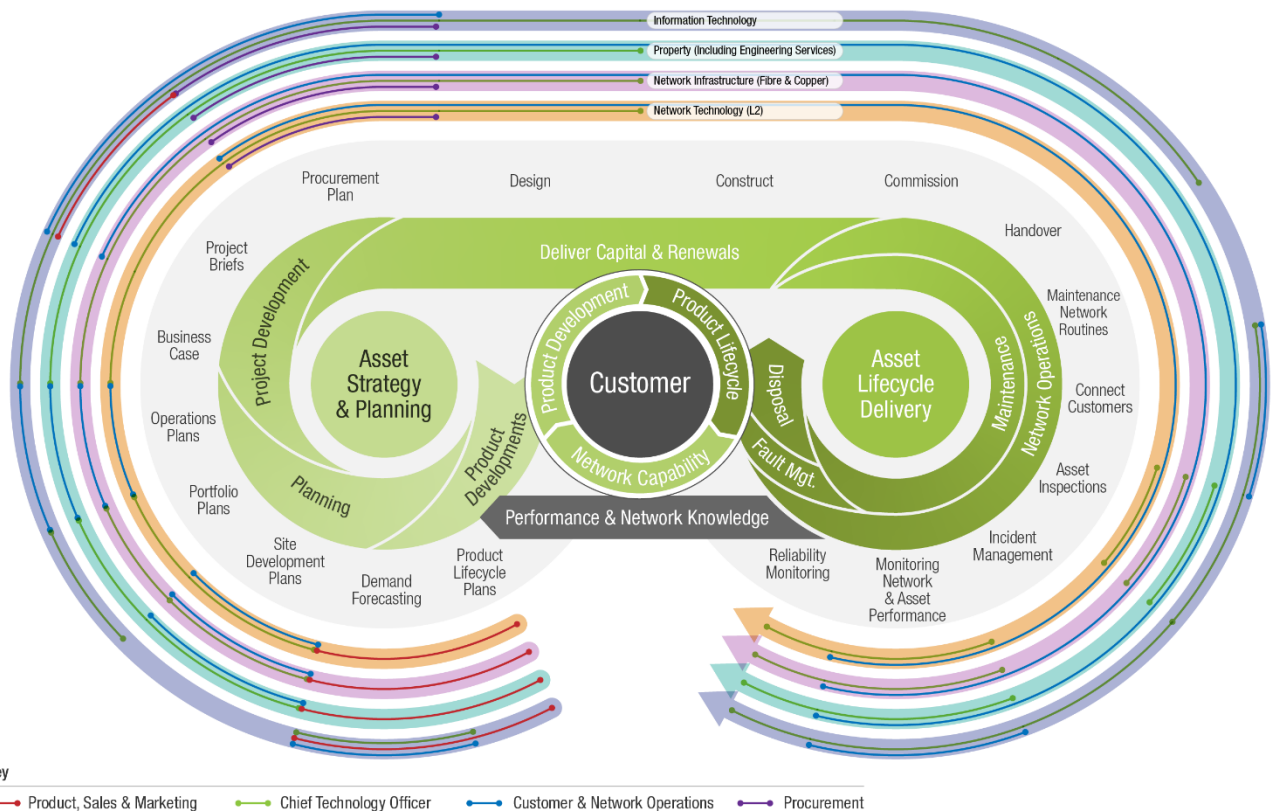 Information Technology
Property (Including Engineering Services)
Network Infrastructure (Fibre & Copper)
Network Technology (L2)
Procurement
Plan
Design
Construct
Commission
Project
Briefs
Handover
Deliver Capital & Renewals
Project Development
Product Development
Product Lifecycle
Network Capability
Customer
Asset
Strategy
& Planning
Asset
Lifecycle
Delivery
Maintenance
Network
Routines
Business
Case
Maintenance
Network Operations
Disposal
Fault Mgt.
Connect
Customers
Operations
Plans
Planning
Product
Developments
Asset
Inspections
Portfolio
Plans
Performance & Network Knowledge
Incident
Management
Site
Development
Plans
Demand
Forecasting
Product
Lifecycle
Plans
Reliability
Monitoring
Monitoring
Network
& Asset
Performance
ey
Product, Sales & Marketing
Chief Technology Officer
Customer & Network Operations
Procurement